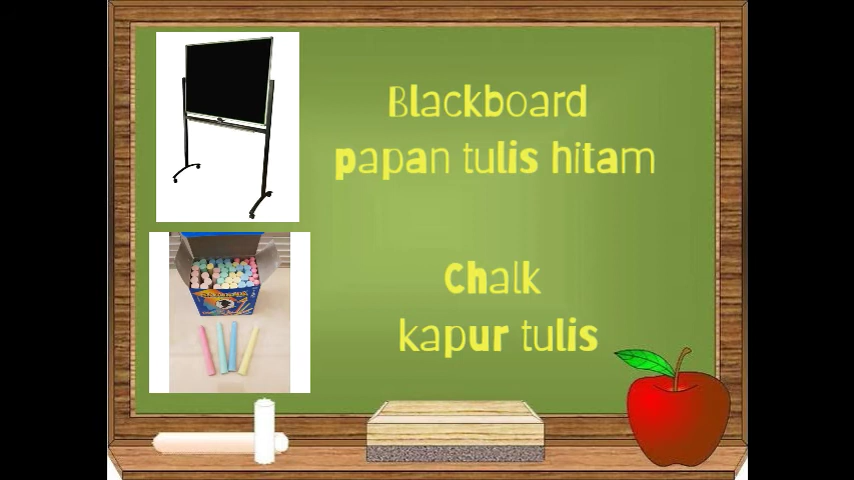 Blackboard
papan tulis hitam
Chalk
kapur tulis